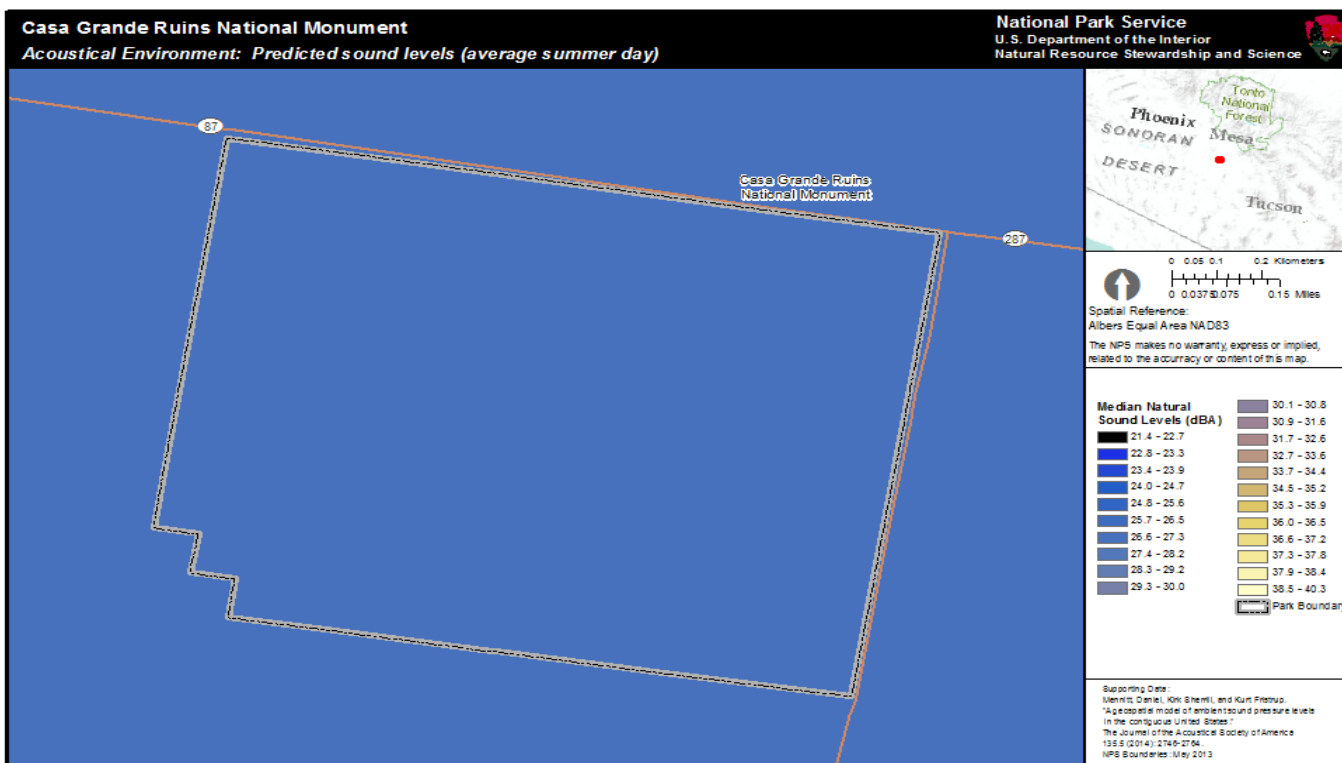 Casa Grande Ruins National Monument
Acoustical Environment: Predicted sound levels (average summer day)
National Park Service
U.S. Department of the Interior
Natural Resource Stewardship and Science
87
Casa Grande Ruins
National Monument
287
Tonto
National
Forest
Phoenix
Mesa
SONORAN
DESERT
Tucson
0 0.05 0.1 0.2 Kilometers
0 0.0375 0.075 0.15 Miles
Spatial Reference:
Albers Equal Area NAD83
The NPS makes no warranty, express or implied,
related to the accurracy or content of this map.
Median Natural
Sound Levels (dBA)
21.4 - 22.7
22.8 - 23.3
23.4 - 23.9
24.0 - 24.7
24.8 - 25.6
25.7 - 26.5
26.6 - 27.3
27.4 - 28.2
28.3 - 29.2
29.3 - 30.0
30.1 - 30.8
30.9 - 31.6
31.7 - 32.6
32.7 - 33.6
33.7 - 34.4
34.5 - 35.2
35.3 - 35.9
36.0 - 36.5
36.6 - 37.2
37.3 - 37.8
37.9 - 38.4
38.5 - 40.3
Park Boundary
Supporting Data:
Mennitt, Daniel, Kirk Sherrill, and Kurt Fristrup.
"A geospatial model of ambient sound pressure levels
in the contiguous United States."
The Journal of the Acoustical Society of America
135.5 (2014): 2746-2764.
NPS Boundaries: May 2013